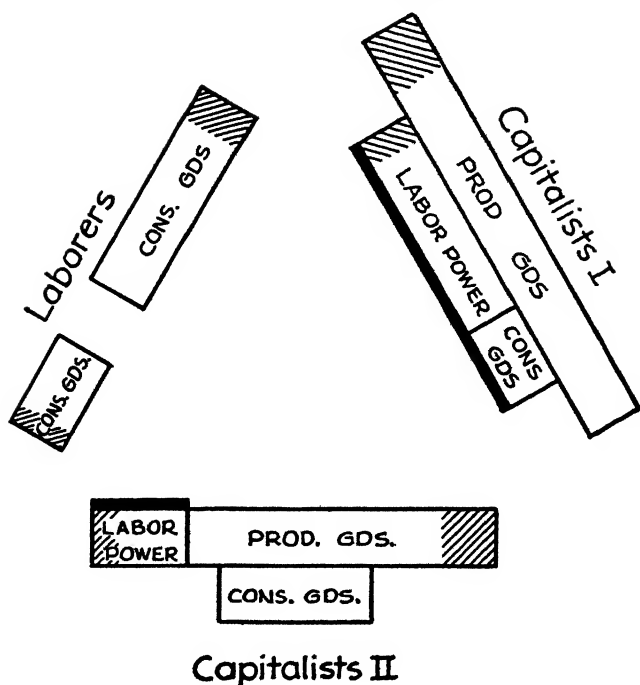 Laborers
CONS. GDS
CONS. GDS.
Capitalists I
PROD GDS
LABOR POWER
CONS
GDS
LABOR
POWER
PROD. GDS.
CONS. GDS.
Capitalists II